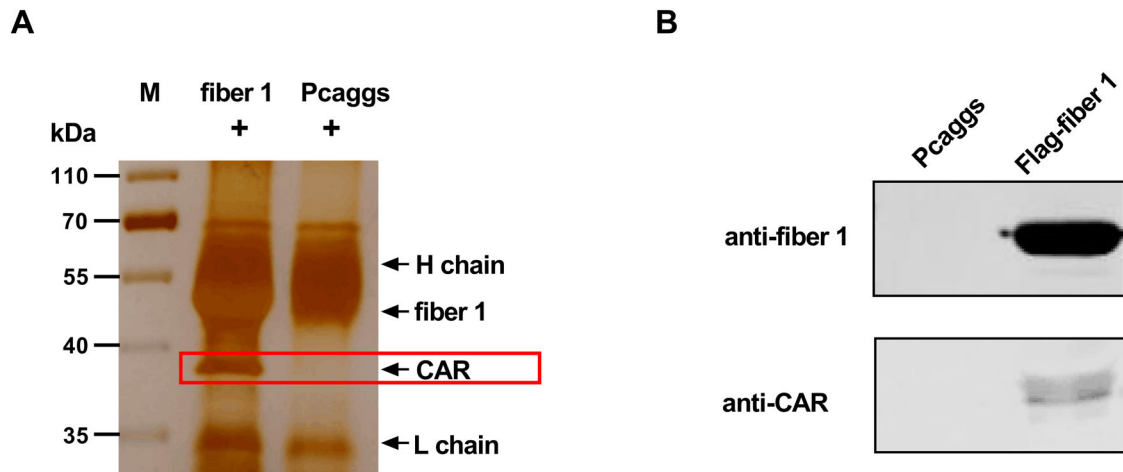 A
M fiber 1 Pcaggs
kDa + +
110
70
55
40
35
H chain
fiber 1
CAR
L chain
B
Pcaggs Flag-fiber 1
anti-fiber 1
anti-CAR